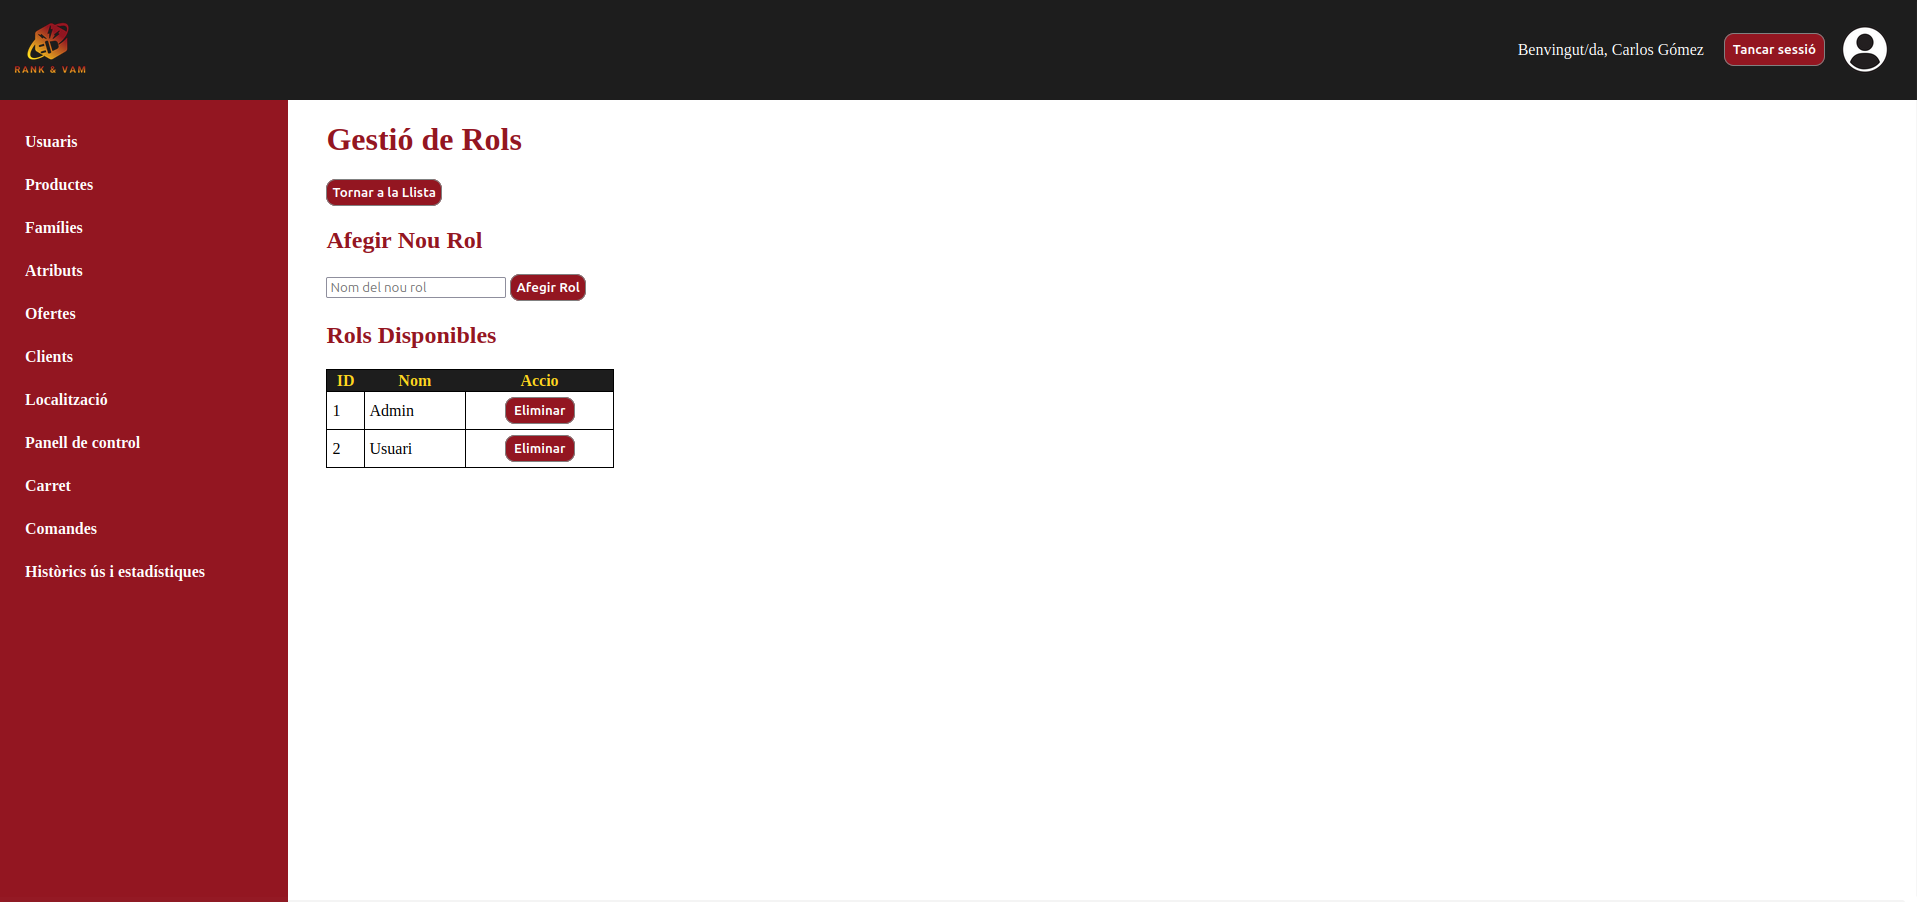 RANK & VAM
Benvingut/da, Carlos Gómez
Tancar sessió
Usuaris
Productes
Famílies
Atributs
Ofertes
Clients
Localització
Panell de control
Carret
Comandes
Històrics ús i estadístiques
Gestió de Rols
Tornar a la Llista
Afegir Nou Rol
Nom del nou rol Afegir Rol
Rols Disponibles
ID Nom Accio
1 Admin Eliminar
2 Usuari Eliminar